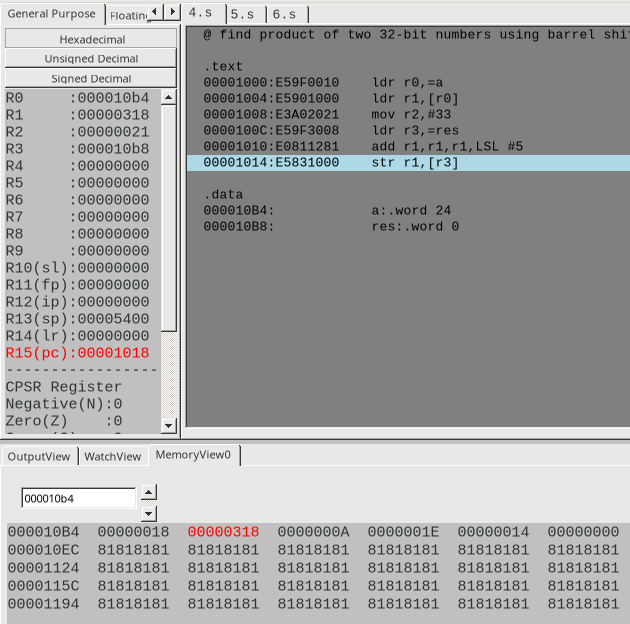 General Purpose
Floating
4.s
5.s
6.s
Hexadecimal
Unsigned Decimal
Signed Decimal
R0      :000010b4
R1      :00000318
R2      :00000021
R3      :000010b8
R4      :00000000
R5      :00000000
R6      :00000000
R7      :00000000
R8      :00000000
R9      :00000000
R10(sl):00000000
R11(fp):00000000
R12(ip):00000000
R13(sp):00005400
R14(lr):00000000
R15(pc):00001018
-----------------
CPSR Register
Negative(N):0
Zero(Z)    :0
@ find product of two 32-bit numbers using barrel shi
.text
00001000:E59F0010    ldr r0,=a
00001004:E5901000    ldr r1,[r0]
00001008:E3A02021    mov r2,#33
0000100C:E59F3008    ldr r3,=res
00001010:E0811281    add r1,r1,r1,LSL #5
00001014:E5831000    str r1,[r3]
.data
000010B4:            a:.word 24
000010B8:            res:.word 0
OutputView
WatchView
MemoryView0
000010b4
000010B4  00000018  00000318  0000000A  0000001E  00000014  00000000
000010EC  81818181  81818181  81818181  81818181  81818181  81818181
00001124  81818181  81818181  81818181  81818181  81818181  81818181
0000115C  81818181  81818181  81818181  81818181  81818181  81818181
00001194  81818181  81818181  81818181  81818181  81818181  81818181